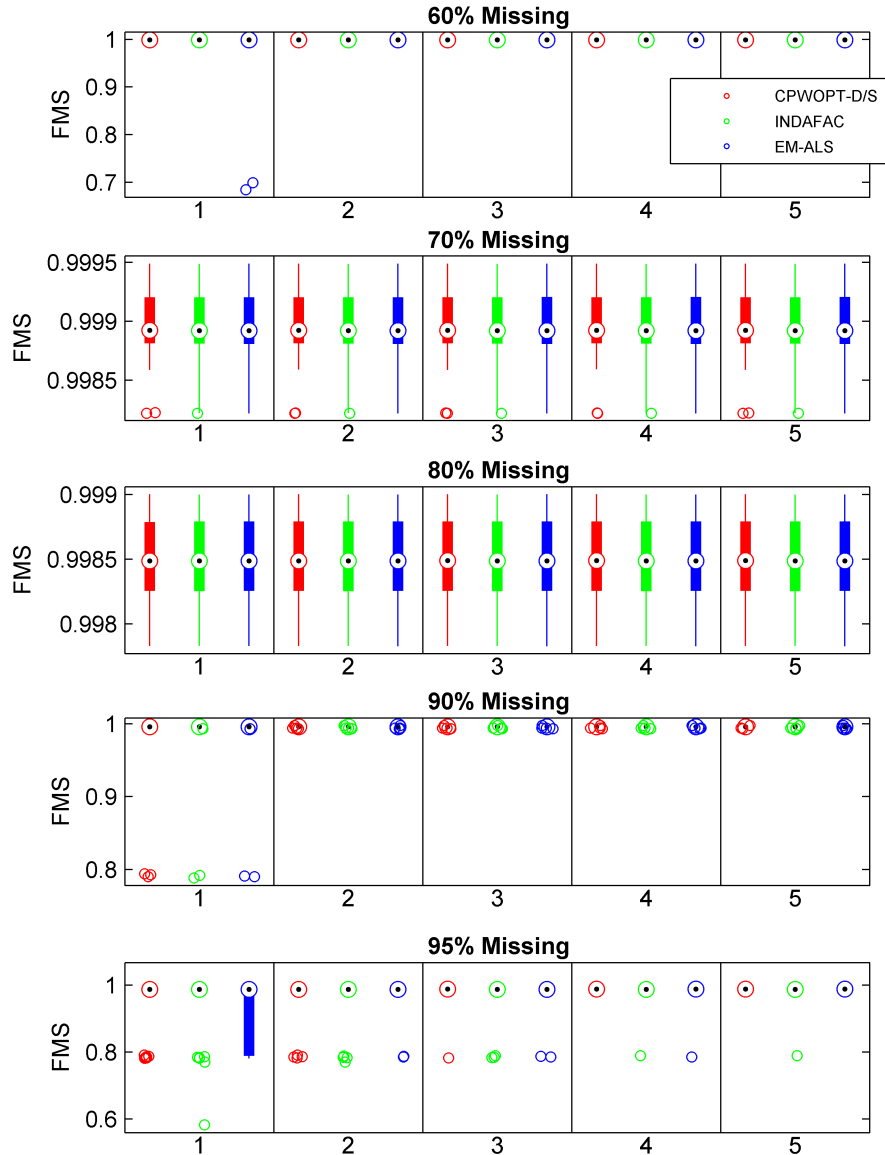 60% Missing
1
0.9
0.8
0.7
FMS
CPWOPT-D/S
INDAFAC
EM-ALS
1 2 3 4 5
70% Missing
0.9995
0.999
0.9985
FMS
1 2 3 4 5
80% Missing
0.999
0.9985
0.998
FMS
1 2 3 4 5
90% Missing
1
0.9
0.8
FMS
1 2 3 4 5
95% Missing
1
0.8
0.6
FMS
1 2 3 4 5